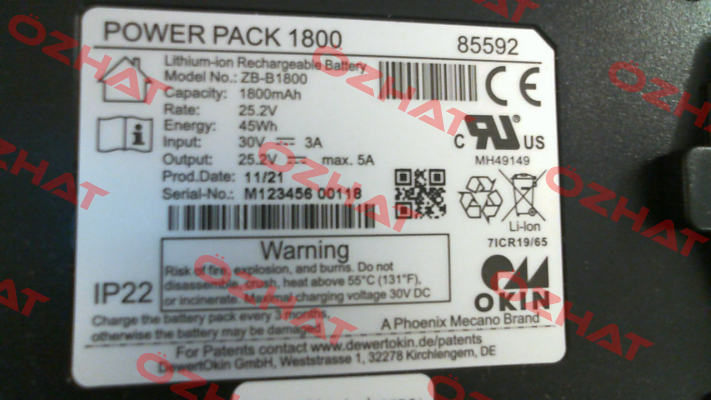 POWER PACK 1800
85592
Lithium-ion Rechargeable Battery
Model No.: ZB-B1800
Capacity: 1800mAh
Rate: 25.2V
Energy: 45Wh
Input: 30V 3A
Output: 25.2V max. 5A
Prod.Date: 11/21
Serial-No.: M123456 00118
CE
c RU US
MH49149
Li-Ion
7ICR19/65
Warning
Risk of fire, explosion, and burns. Do not
disassemble, crush, heat above 55°C (131°F),
or incinerate. Maximal charging voltage 30V DC
IP22
OKIN
Charge the battery pack every 3 months,
otherwise the battery may be damaged
A Phoenix Mecano Brand
For Patents contact www.dewertokin.de/patents
DewertOkin GmbH, Weststrasse 1, 32278 Kirchlengern, DE
OZHAT
OZHAT
OZHAT
OZHAT
OZHAT
OZHAT
OZHAT